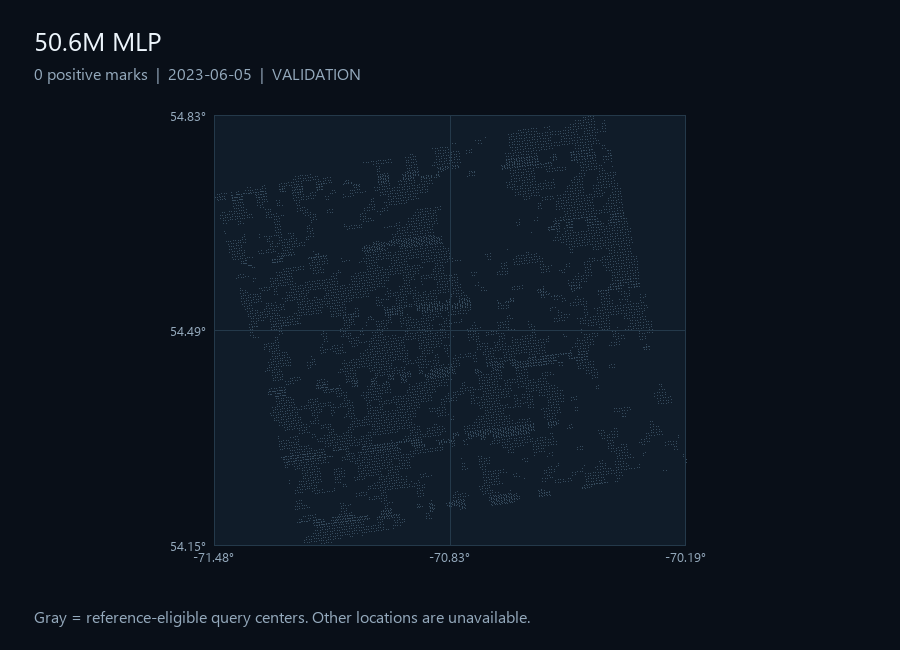 50.6M MLP
0 positive marks | 2023-06-05 | VALIDATION
54.83°
54.49°
54.15°
-71.48°
-70.83°
-70.19°
Gray = reference-eligible query centers. Other locations are unavailable.